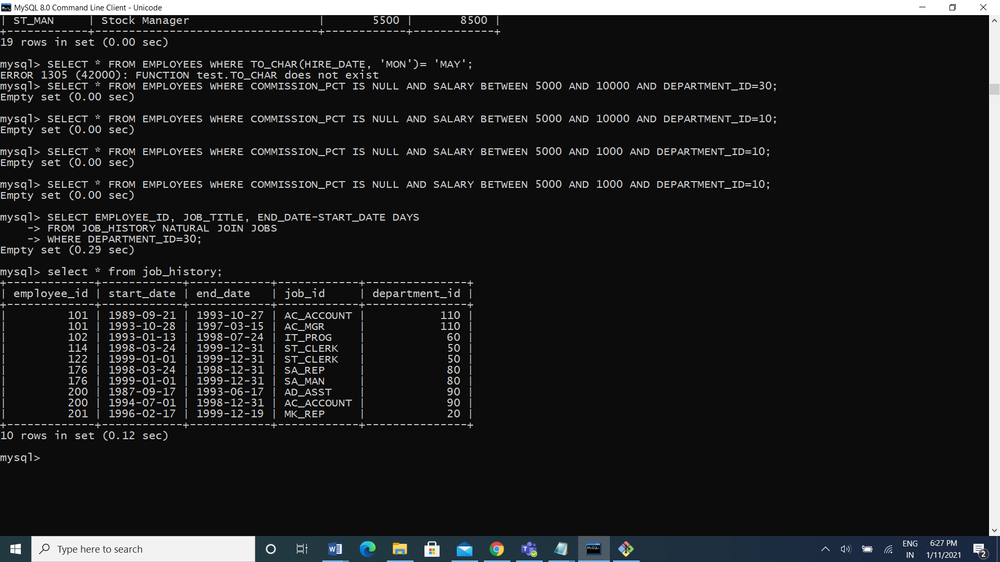 MySQL 8.0 Command Line Client - Unicode
| ST_MAN     | Stock Manager                   |       5500 |       8500 |
+------------+---------------------------------+------------+------------+
19 rows in set (0.00 sec)
mysql> SELECT * FROM EMPLOYEES WHERE TO_CHAR(HIRE_DATE, 'MON')= 'MAY';
ERROR 1305 (42000): FUNCTION test.TO_CHAR does not exist
mysql> SELECT * FROM EMPLOYEES WHERE COMMISSION_PCT IS NULL AND SALARY BETWEEN 5000 AND 10000 AND DEPARTMENT_ID=30;
Empty set (0.00 sec)
mysql> SELECT * FROM EMPLOYEES WHERE COMMISSION_PCT IS NULL AND SALARY BETWEEN 5000 AND 10000 AND DEPARTMENT_ID=10;
Empty set (0.00 sec)
mysql> SELECT * FROM EMPLOYEES WHERE COMMISSION_PCT IS NULL AND SALARY BETWEEN 5000 AND 1000 AND DEPARTMENT_ID=10;
Empty set (0.00 sec)
mysql> SELECT * FROM EMPLOYEES WHERE COMMISSION_PCT IS NULL AND SALARY BETWEEN 5000 AND 1000 AND DEPARTMENT_ID=10;
Empty set (0.00 sec)
mysql> SELECT EMPLOYEE_ID, JOB_TITLE, END_DATE-START_DATE DAYS
    -> FROM JOB_HISTORY NATURAL JOIN JOBS
    -> WHERE DEPARTMENT_ID=30;
Empty set (0.29 sec)
mysql> select * from job_history;
+-------------+------------+------------+------------+---------------+
| employee_id | start_date | end_date   | job_id     | department_id |
+-------------+------------+------------+------------+---------------+
|         101 | 1989-09-21 | 1993-10-27 | AC_ACCOUNT |           110 |
|         101 | 1993-10-28 | 1997-03-15 | AC_MGR     |           110 |
|         102 | 1993-01-13 | 1998-07-24 | IT_PROG    |            60 |
|         114 | 1998-03-24 | 1999-12-31 | ST_CLERK   |            50 |
|         122 | 1999-01-01 | 1999-12-31 | ST_CLERK   |            50 |
|         176 | 1998-03-24 | 1998-12-31 | SA_REP     |            80 |
|         176 | 1999-01-01 | 1999-12-31 | SA_MAN     |            80 |
|         200 | 1987-09-17 | 1993-06-17 | AD_ASST    |            90 |
|         200 | 1994-07-01 | 1998-12-31 | AC_ACCOUNT |            90 |
|         201 | 1996-02-17 | 1999-12-19 | MK_REP     |            20 |
+-------------+------------+------------+------------+---------------+
10 rows in set (0.12 sec)
mysql>
Type here to search
ENG
IN
6:27 PM
1/11/2021
2